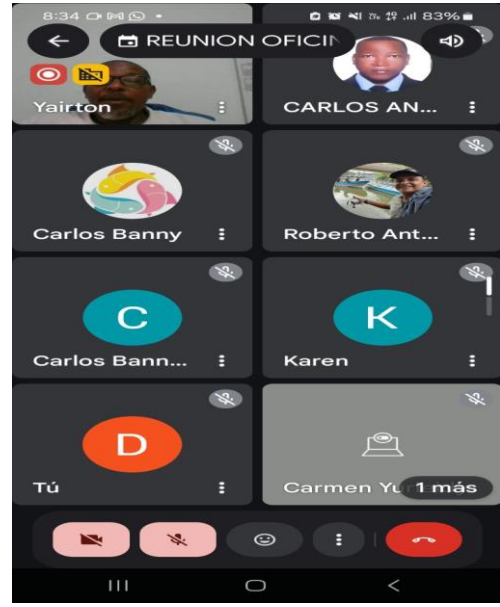 8:34
83%
REUNION OFICIN
Yairton
CARLOS AN...
Carlos Banny
Roberto Ant...
C
K
Carlos Bann...
Karen
D
Tú
Carmen Yu
1 más